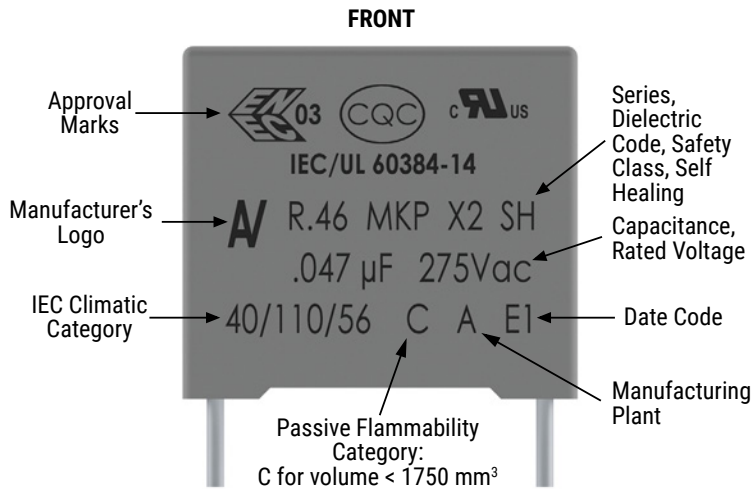 FRONT
Approval
Marks
EN
EC
03
CQC
C
RU
US
IEC/UL 60384-14
Series,
Dielectric
Code, Safety
Class, Self
Healing
Manufacturer's
Logo
R.46 MKP X2 SH
.047 µF 275Vac
Capacitance,
Rated Voltage
IEC Climatic
Category
40/110/56 C A E1
Date Code
Manufacturing
Plant
Passive Flammability
Category:
C for volume < 1750 mm³